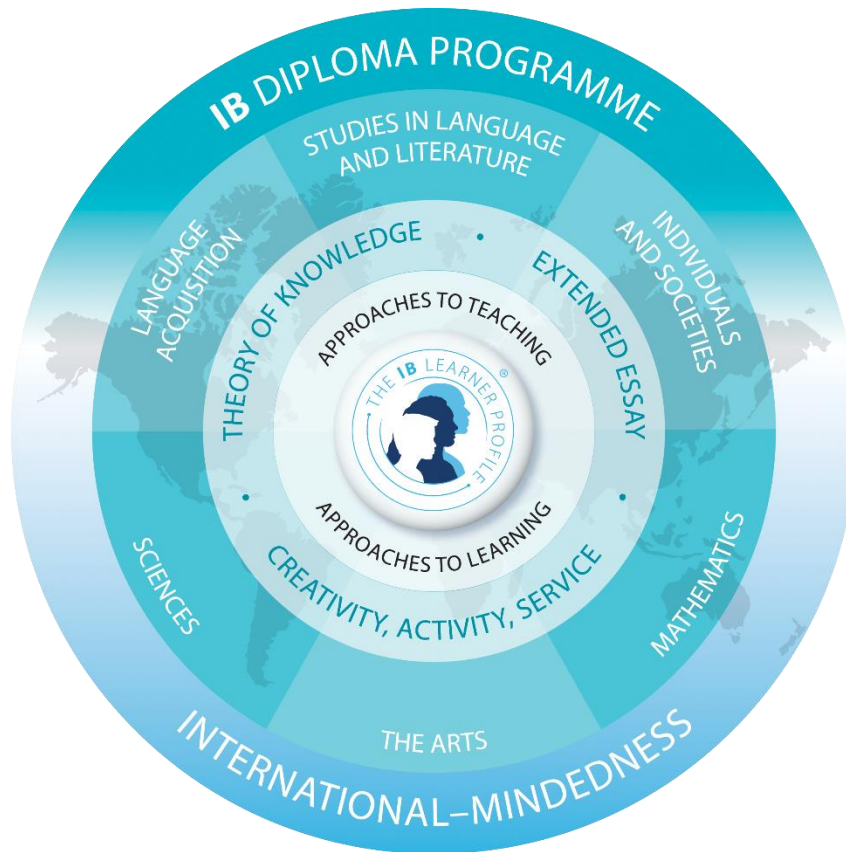 IB DIPLOMA PROGRAMME
STUDIES IN LANGUAGE
AND LITERATURE
LANGUAGE
ACQUISITION
INDIVIDUALS
AND SOCIETIES
THEORY OF KNOWLEDGE
•
EXTENDED ESSAY
•
APPROACHES TO TEACHING
THE IB LEARNER PROFILE
®
APPROACHES TO LEARNING
•
CREATIVITY, ACTIVITY, SERVICE
SCIENCES
MATHEMATICS
THE ARTS
INTERNATIONAL–MINDEDNESS